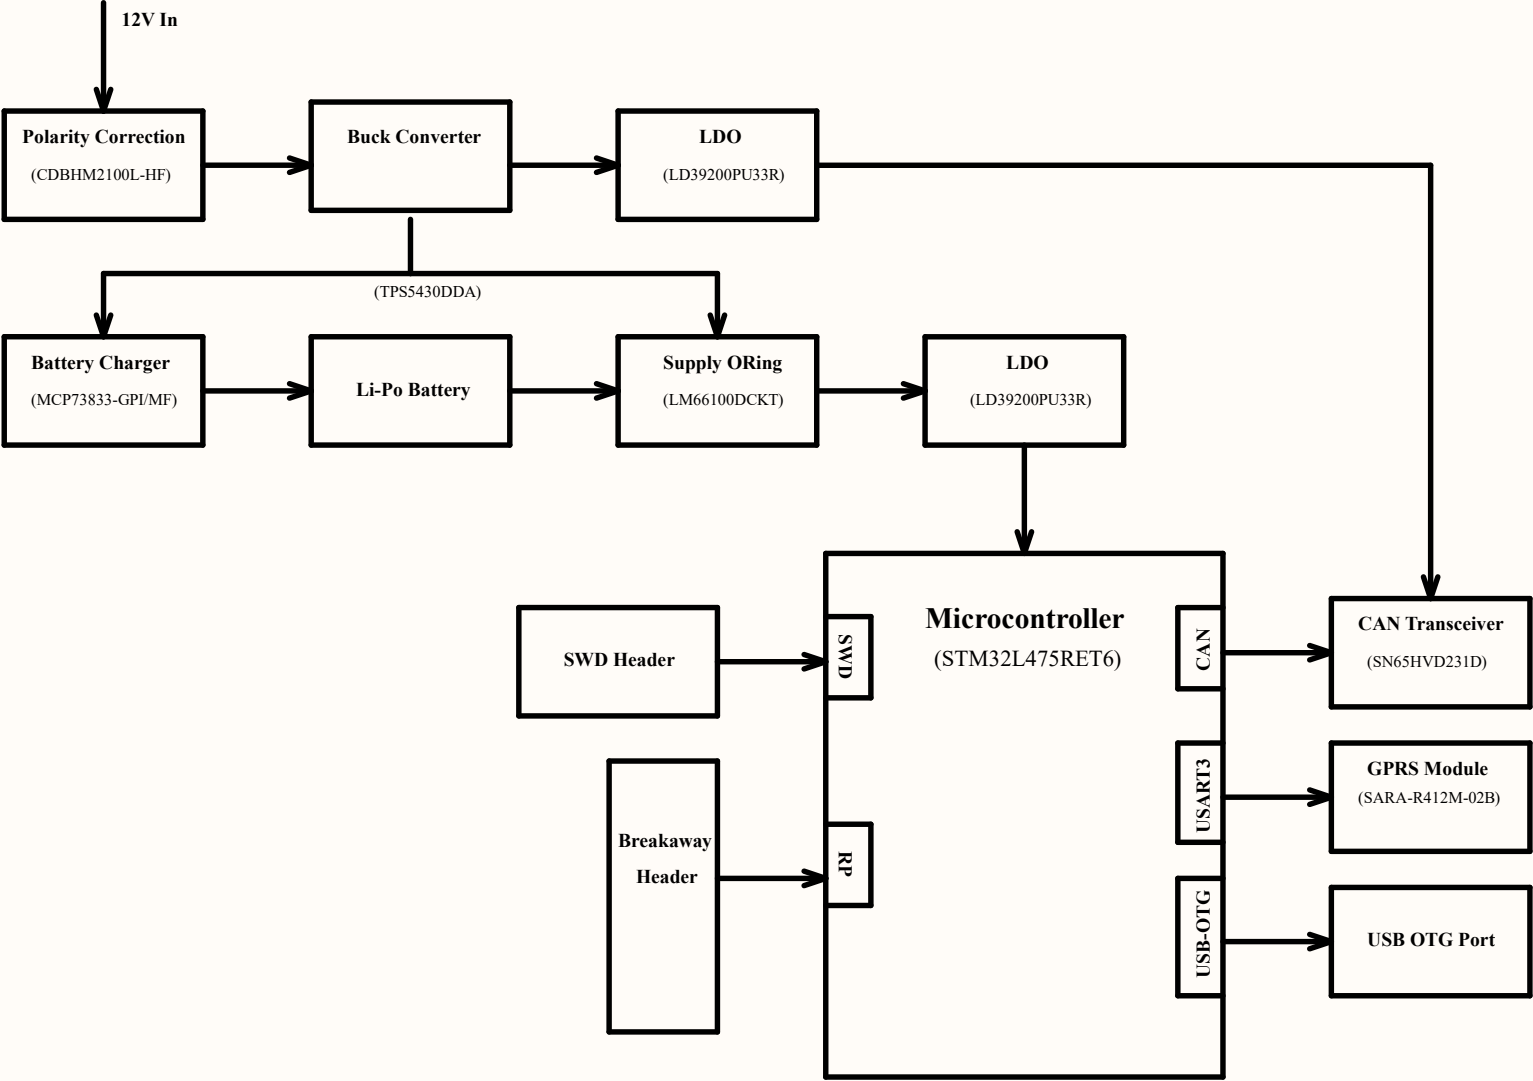 12V In
Polarity Correction
(CDBHM2100L-HF)
Buck Converter
LDO
(LD39200PU33R)
(TPS5430DDA)
Battery Charger
(MCP73833-GPI/MF)
Li-Po Battery
Supply ORing
(LM66100DCKT)
LDO
(LD39200PU33R)
Microcontroller
(STM32L475RET6)
SWD Header
SWD
CAN
CAN Transceiver
(SN65HVD231D)
Breakaway
Header
RP
USART3
GPRS Module
(SARA-R412M-02B)
USB-OTG
USB OTG Port